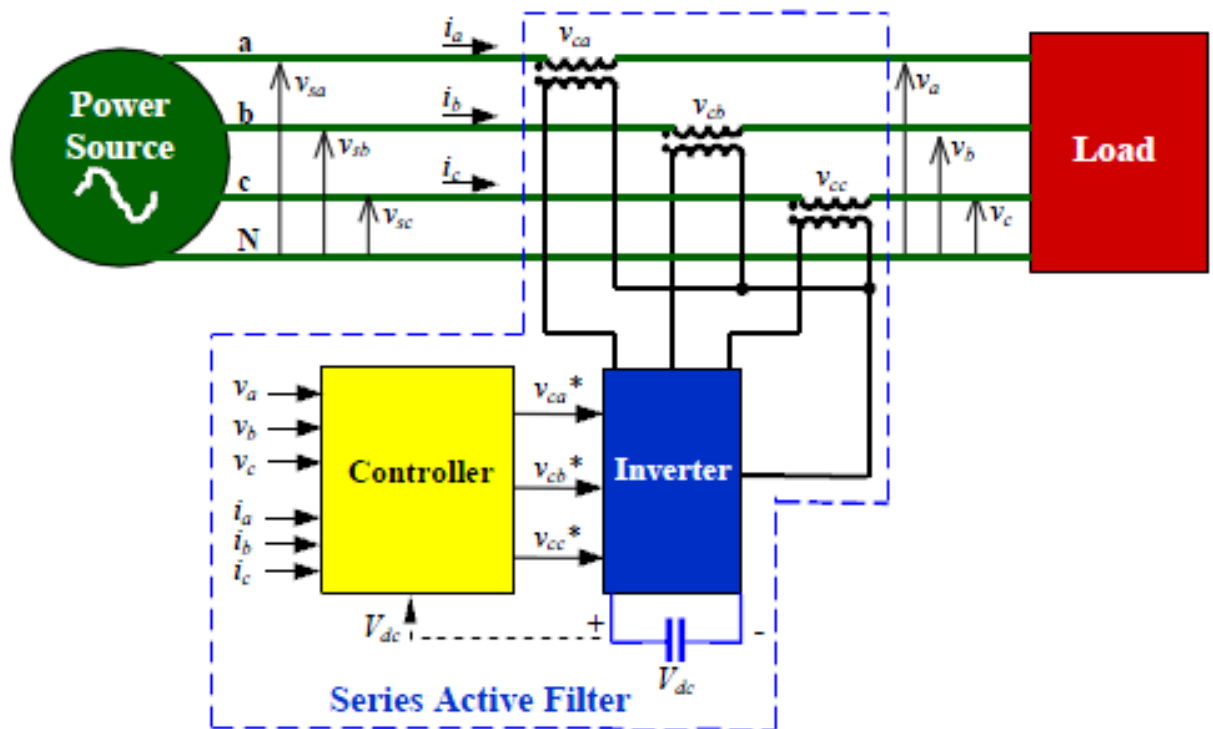 a
b
c
N
Power
Source
i_a
i_b
i_c
v_sa
v_sb
v_sc
v_ca
v_cb
v_cc
v_a
v_b
v_c
Load
v_a
v_b
v_c
i_a
i_b
i_c
Controller
v_ca*
v_cb*
v_cc*
Inverter
V_dc
+
-
V_dc
Series Active Filter